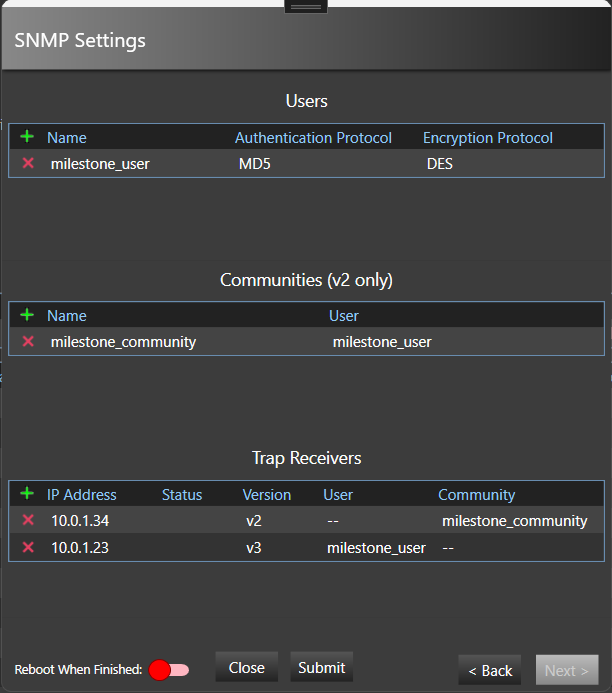 SNMP Settings
Users
Name Authentication Protocol Encryption Protocol
milestone_user MD5 DES
Communities (v2 only)
Name User
milestone_community milestone_user
Trap Receivers
IP Address Status Version User Community
10.0.1.34 v2 -- milestone_community
10.0.1.23 v3 milestone_user --
Reboot When Finished: Close Submit < Back Next >